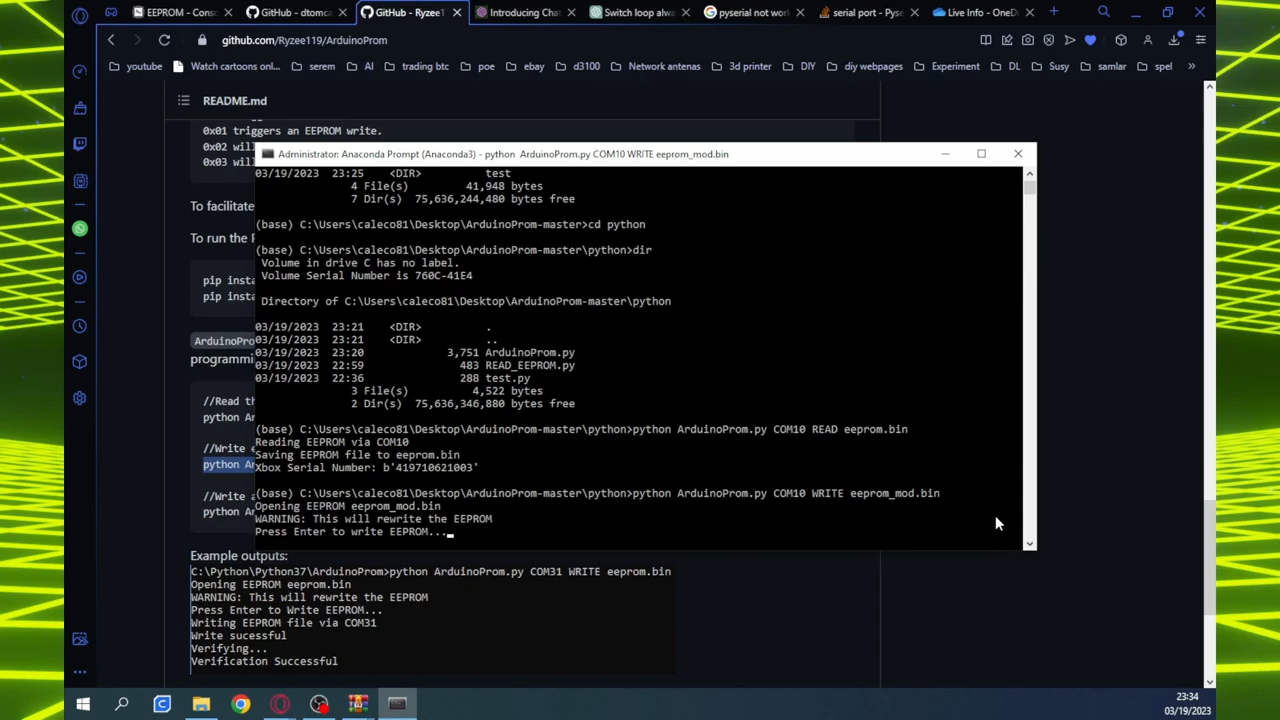 EEPROM - Conso
GitHub - dtomca
GitHub - Ryzee1
Introducing Chat
Switch loop alwa
pyserial not work
serial port - Pyse
Live Info - OneDr
github.com/Ryzee119/ArduinoProm
youtube
Watch cartoons onl...
serem
AI
trading btc
poe
ebay
d3100
Network antenas
3d printer
DIY
diy webpages
Experiment
DL
Susy
samlar
spel
»
README.md
0x01 triggers an EEPROM write.
0x02 wil
0x03 wil
To facilitate
To run the P
pip insta
pip insta
ArduinoPro
programmi
//Read th
python Ar
//Write e
python Ar
//Write a
python Ar
Administrator: Anaconda Prompt (Anaconda3) - python ArduinoProm.py COM10 WRITE eeprom_mod.bin
03/19/2023 23:25 <DIR> test
4 File(s) 41,948 bytes
7 Dir(s) 75,636,244,480 bytes free
(base) C:\Users\caleco81\Desktop\ArduinoProm-master>cd python
(base) C:\Users\caleco81\Desktop\ArduinoProm-master\python>dir
Volume in drive C has no label.
Volume Serial Number is 760C-41E4
Directory of C:\Users\caleco81\Desktop\ArduinoProm-master\python
03/19/2023 23:21 <DIR> .
03/19/2023 23:21 <DIR> ..
03/19/2023 23:20 3,751 ArduinoProm.py
03/19/2023 22:59 483 READ_EEPROM.py
03/19/2023 22:36 288 test.py
3 File(s) 4,522 bytes
2 Dir(s) 75,636,346,880 bytes free
(base) C:\Users\caleco81\Desktop\ArduinoProm-master\python>python ArduinoProm.py COM10 READ eeprom.bin
Reading EEPROM via COM10
Saving EEPROM file to eeprom.bin
Xbox Serial Number: b'419710621003'
(base) C:\Users\caleco81\Desktop\ArduinoProm-master\python>python ArduinoProm.py COM10 WRITE eeprom_mod.bin
Opening EEPROM eeprom_mod.bin
WARNING: This will rewrite the EEPROM
Press Enter to write EEPROM...
Example outputs:
C:\Python\Python37\ArduinoProm>python ArduinoProm.py COM31 WRITE eeprom.bin
Opening EEPROM eeprom.bin
WARNING: This will rewrite the EEPROM
Press Enter to Write EEPROM...
Writing EEPROM file via COM31
Write sucessful
Verifying...
Verification Successful
23:34
03/19/2023